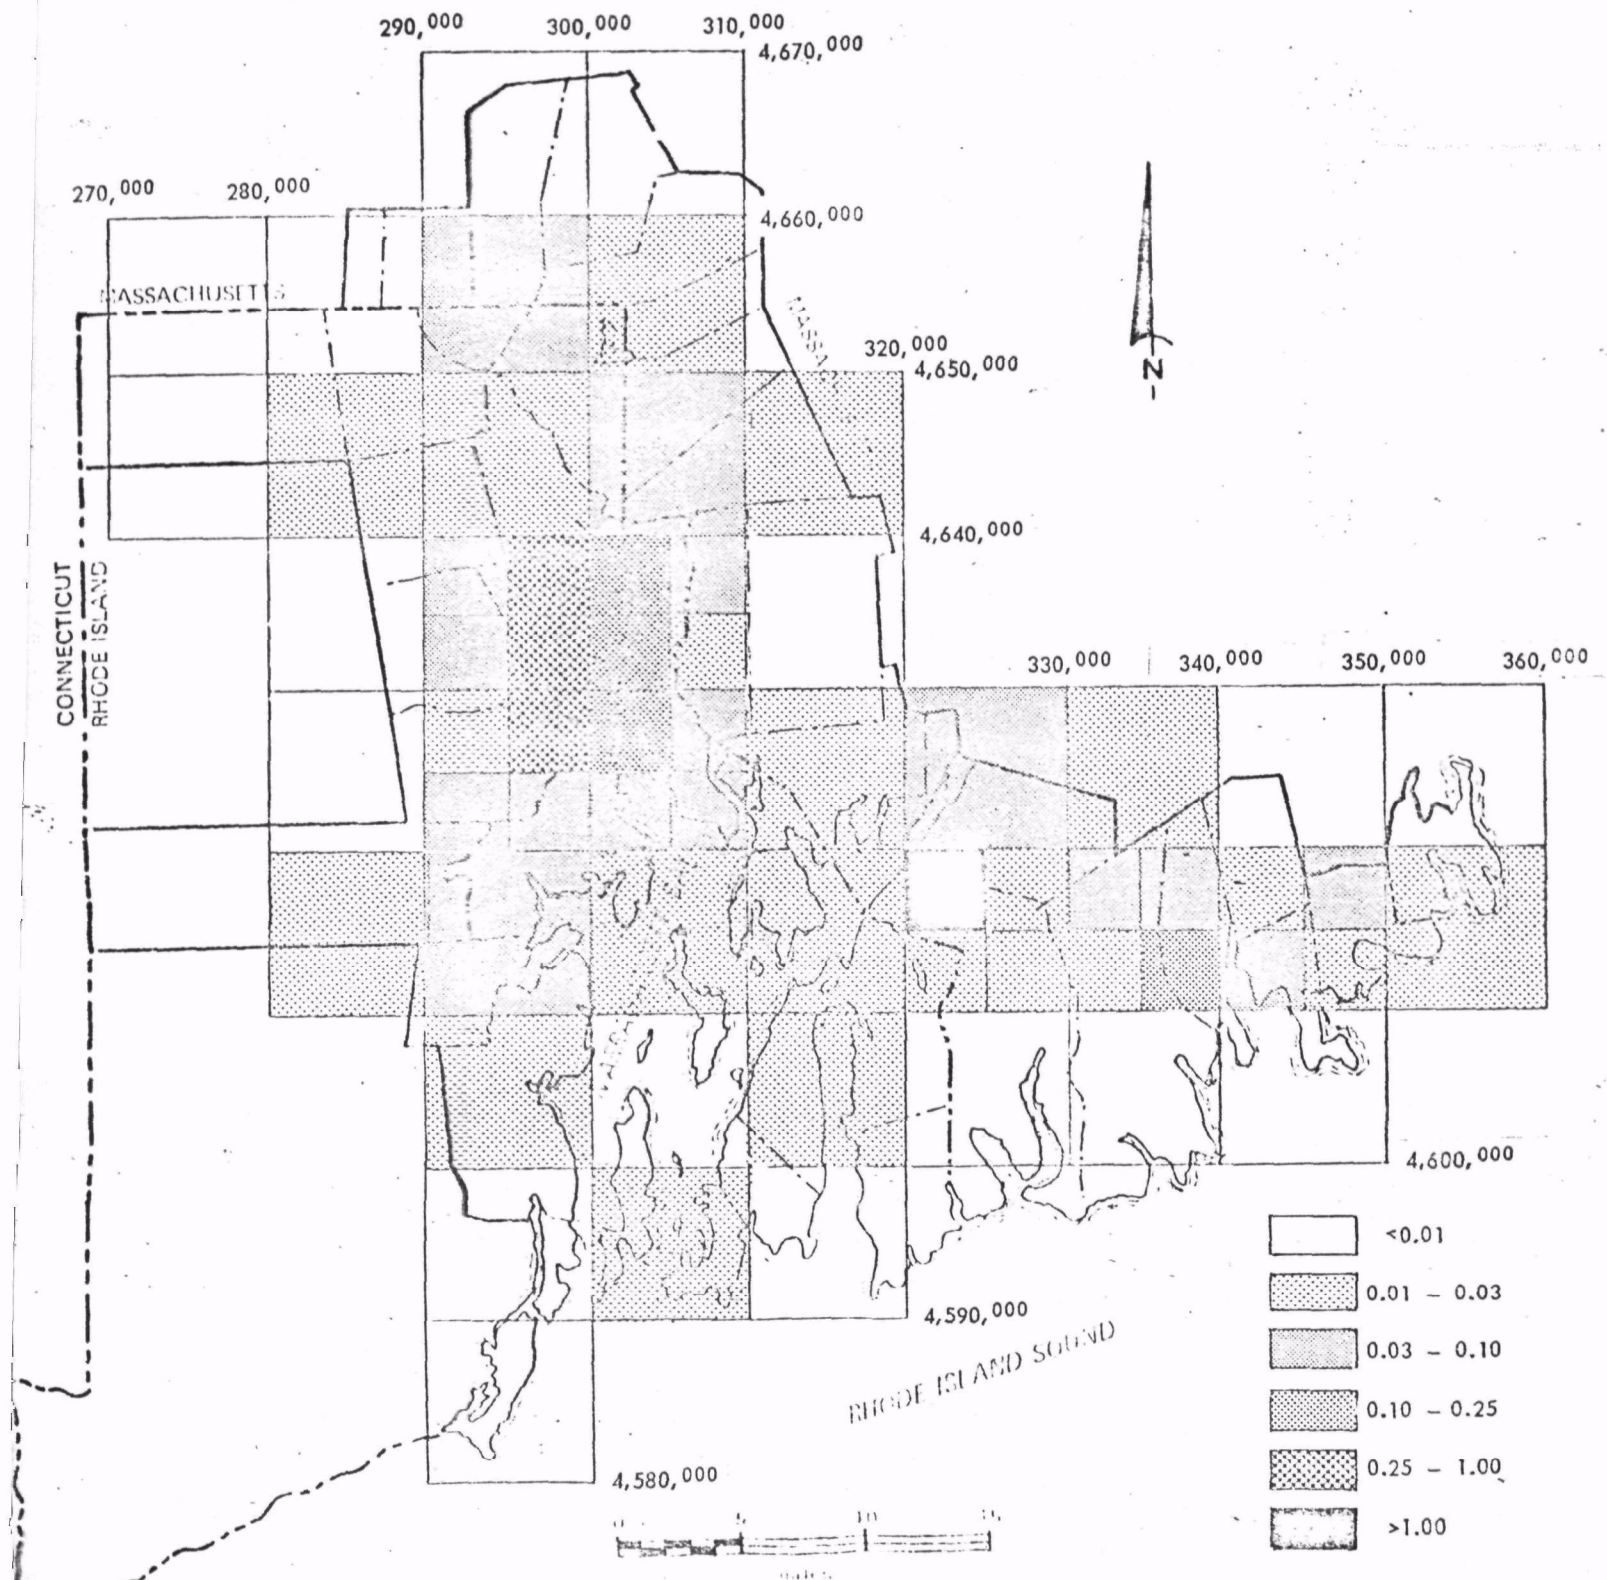 290,000 300,000 310,000
4,670,000
270,000 280,000
4,660,000
MASSACHUSETTS
320,000
4,650,000
N
4,640,000
CONNECTICUT
RHODE ISLAND
330,000 340,000 350,000 360,000
4,600,000
<0.01
0.01 – 0.03
0.03 – 0.10
0.10 – 0.25
0.25 – 1.00
>1.00
4,590,000
RHODE ISLAND SOUND
4,580,000
0 5 10 15
miles